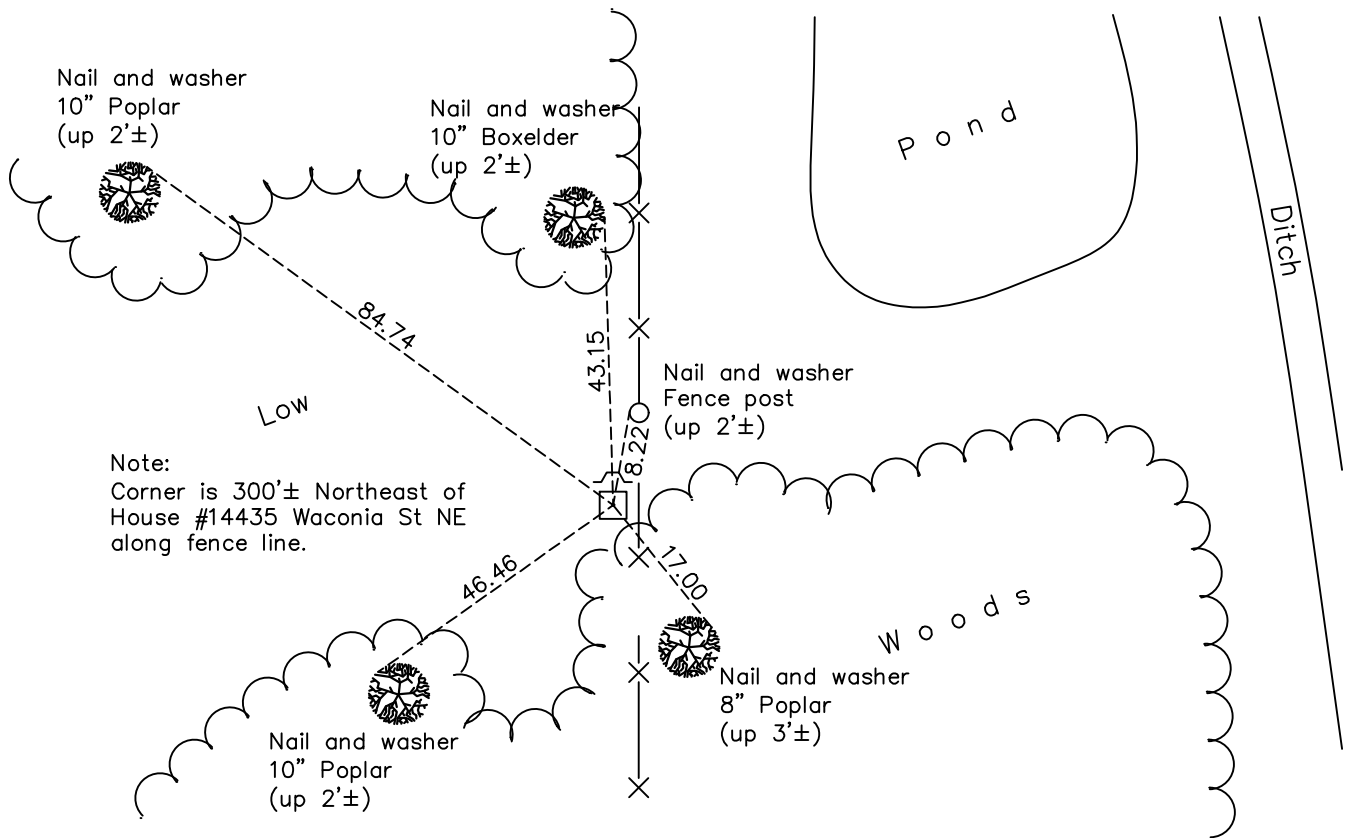 Nail and washer
10" Poplar
(up 2'±)
Nail and washer
10" Boxelder
(up 2'±)
Pond
Ditch
84.74
43.15
Nail and washer
Fence post
(up 2'±)
8.22
Low
Note:
Corner is 300'± Northeast of
House #14435 Waconia St NE
along fence line.
46.46
17.00
Woods
Nail and washer
8" Poplar
(up 3'±)
Nail and washer
10" Poplar
(up 2'±)